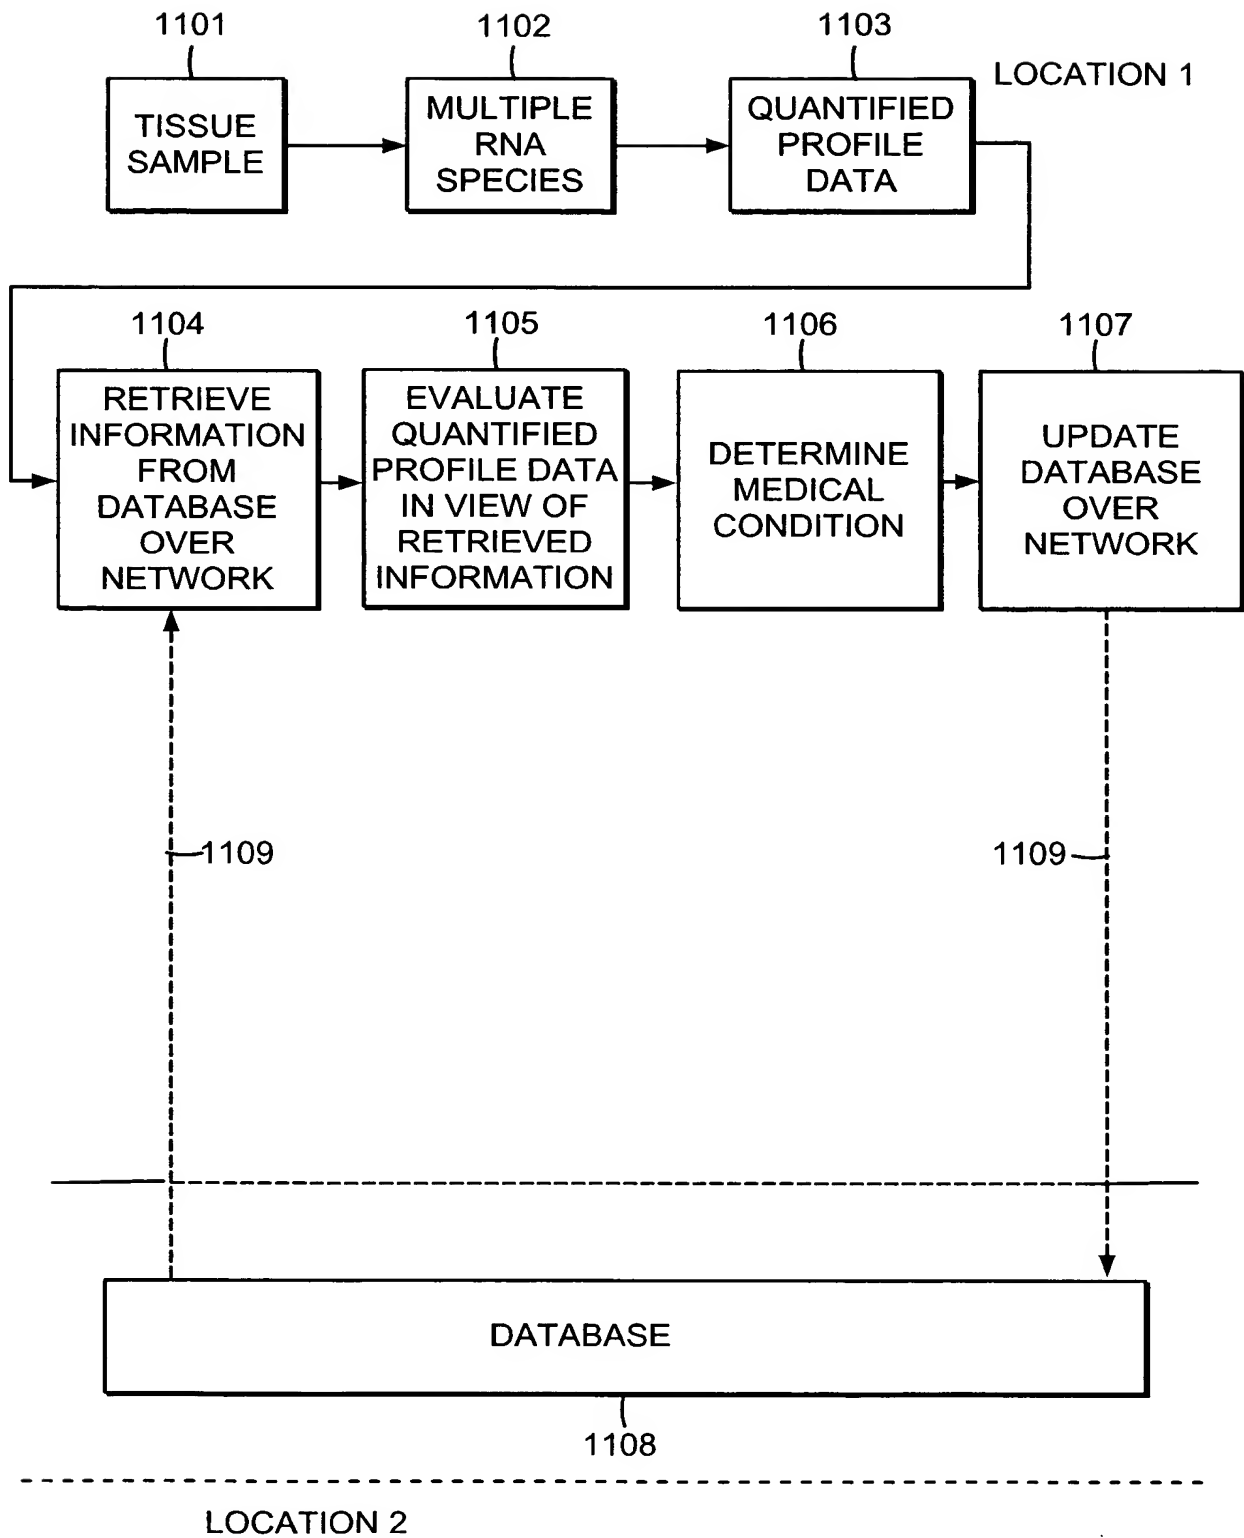 1101
1102
1103
LOCATION 1
TISSUE
SAMPLE
MULTIPLE
RNA
SPECIES
QUANTIFIED
PROFILE
DATA
1104
1105
1106
1107
RETRIEVE
INFORMATION
FROM
DATABASE
OVER
NETWORK
EVALUATE
QUANTIFIED
PROFILE DATA
IN VIEW OF
RETRIEVED
INFORMATION
DETERMINE
MEDICAL
CONDITION
UPDATE
DATABASE
OVER
NETWORK
1109
1109
DATABASE
1108
LOCATION 2